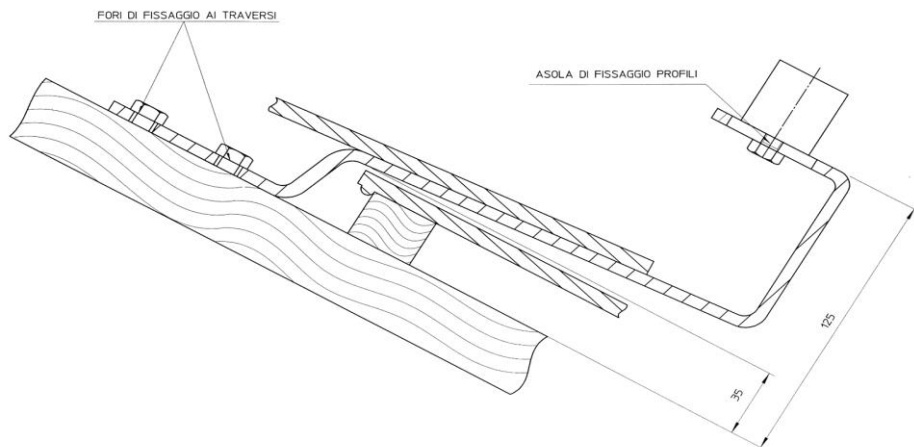 FORI DI FISSAGGIO AI TRAVERSI
ASOLA DI FISSAGGIO PROFILI
125
35